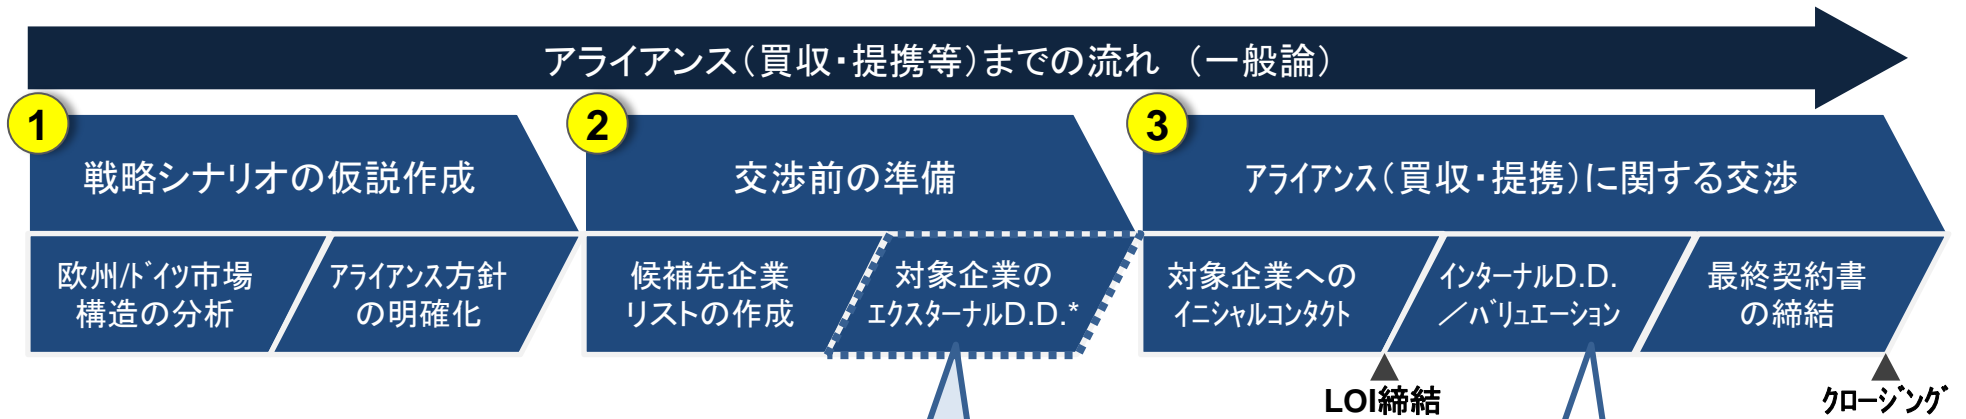 アライアンス（買収・提携等）までの流れ （一般論）
1
戦略シナリオの仮説作成
欧州/ﾄﾞｲﾂ市場
構造の分析
ｱﾗｲｱﾝｽ方針
の明確化
2
交渉前の準備
候補先企業
リストの作成
対象企業の
ｴｸｽﾀｰﾅﾙD.D.*
3
ｱﾗｲｱﾝｽ（買収・提携）に関する交渉
対象企業への
ｲﾆｼｬﾙｺﾝﾀｸﾄ
ｲﾝﾀｰﾅﾙD.D.
／ﾊﾞﾘｭｴｰｼｮﾝ
最終契約書
の締結
LOI締結
ｸﾛｰｼﾞﾝｸﾞ